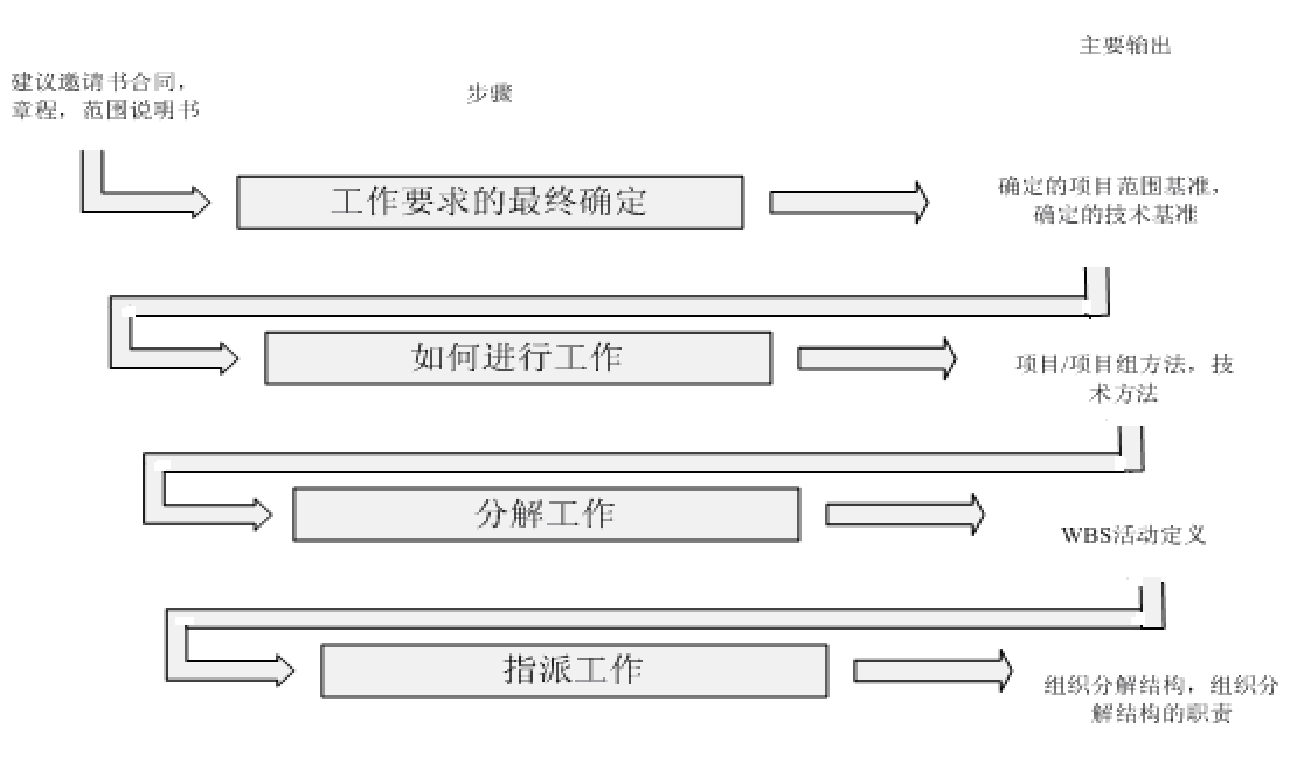 主要输出
建议邀请书合同，
章程，范围说明书
步骤
工作要求的最终确定
确定的项目范围基准，
确定的技术基准
如何进行工作
项目/项目组方法，技
术方法
分解工作
WBS活动定义
指派工作
组织分解结构，组织分
解结构的职责